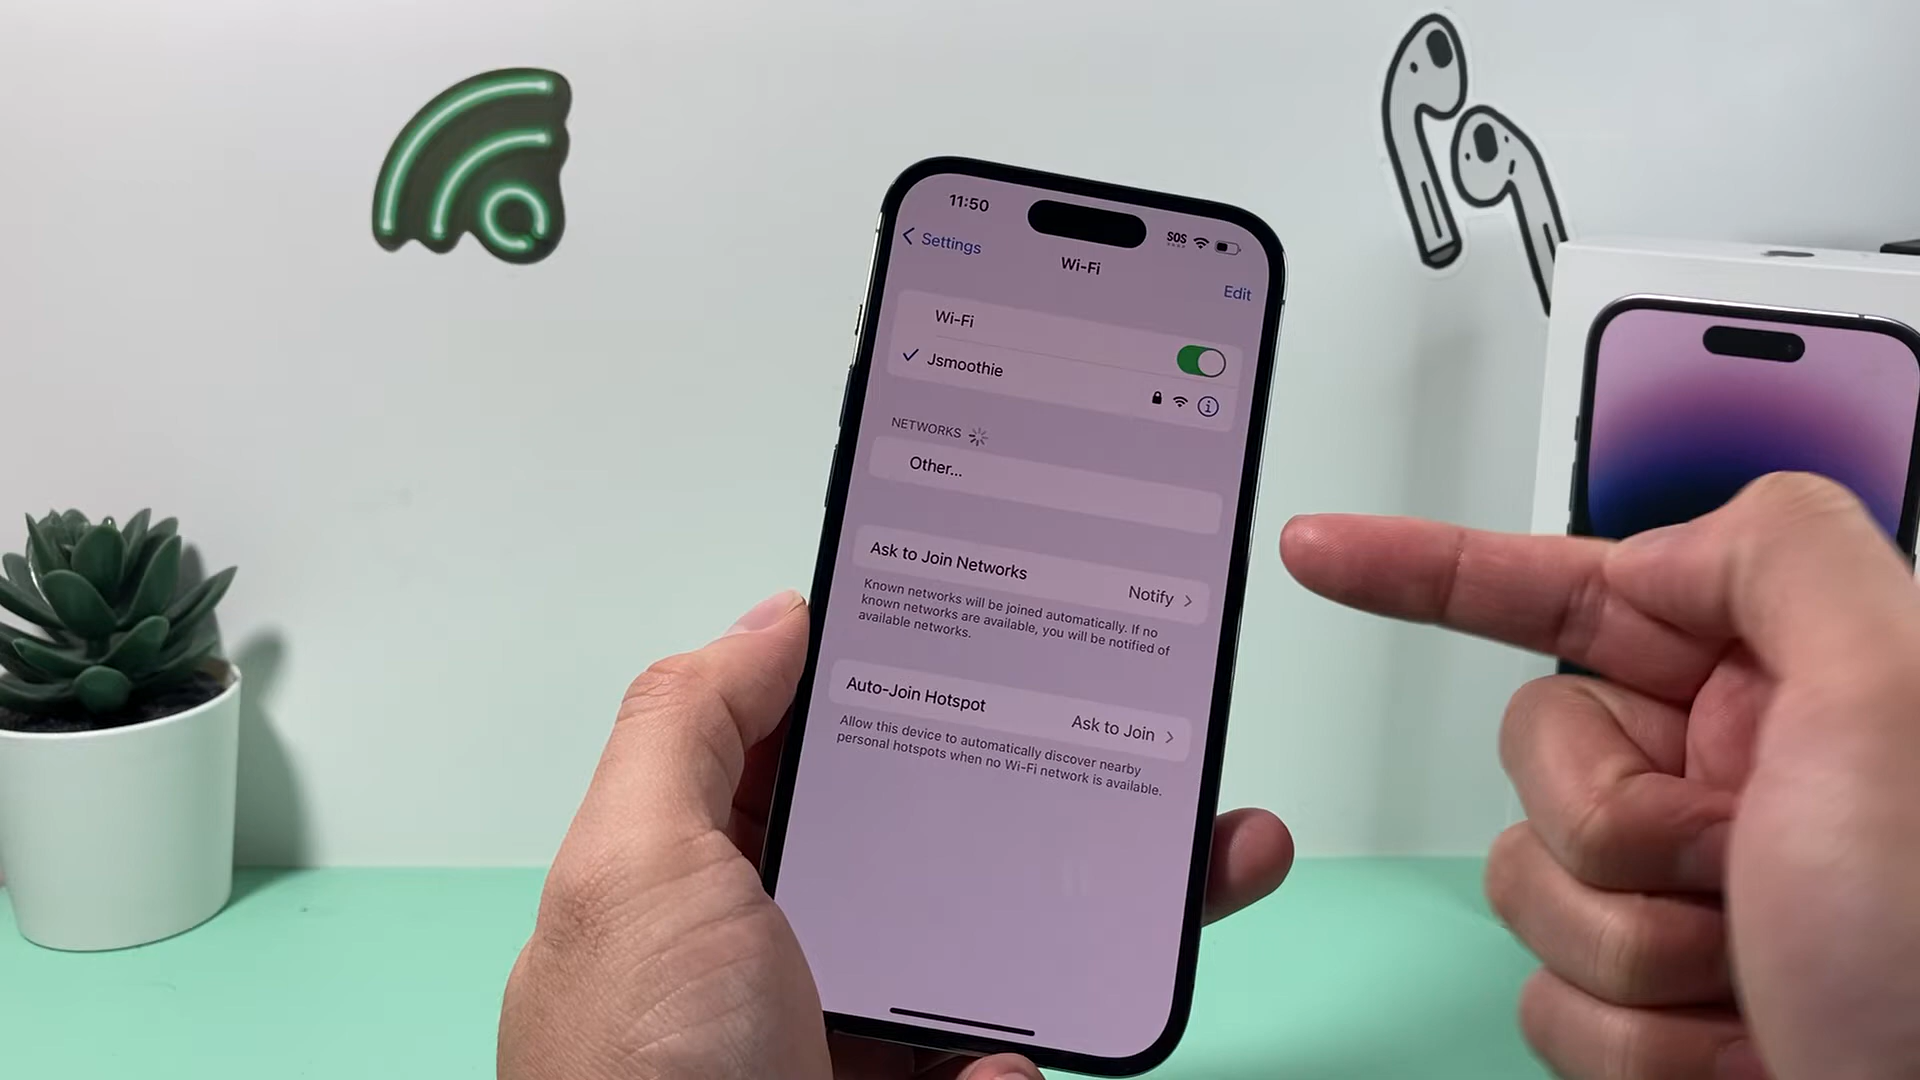 11:50
SOS
Settings
Wi-Fi
Edit
Wi-Fi
Jsmoothie
NETWORKS
Other...
Ask to Join Networks
Notify
Known networks will be joined automatically. If no
known networks are available, you will be notified of
available networks.
Auto-Join Hotspot
Ask to Join
Allow this device to automatically discover nearby
personal hotspots when no Wi-Fi network is available.